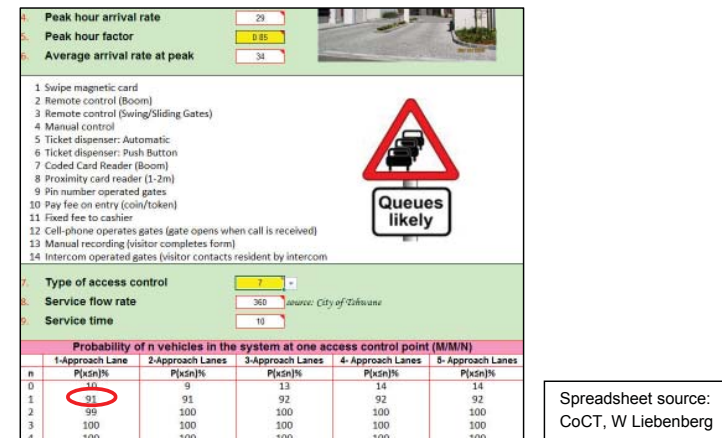 4. Peak hour arrival rate 29
5. Peak hour factor 0.85
6. Average arrival rate at peak 34
1 Swipe magnetic card
2 Remote control (Boom)
3 Remote control (Swing/Sliding Gates)
4 Manual control
5 Ticket dispenser: Automatic
6 Ticket dispenser: Push Button
7 Coded Card Reader (Boom)
8 Proximity card reader (1-2m)
9 Pin number operated gates
10 Pay fee on entry (coin/token)
11 Fixed fee to cashier
12 Cell-phone operates gates (gate opens when call is received)
13 Manual recording (visitor completes form)
14 Intercom operated gates (visitor contacts resident by intercom
Queues
likely
7. Type of access control 7
8. Service flow rate 360 source: City of Tshwane
9. Service time 10
Probability of n vehicles in the system at one access control point (M/M/N)
1-Approach Lane 2-Approach Lanes 3-Approach Lanes 4- Approach Lanes 5- Approach Lanes
n P(x≤n)% P(x≤n)% P(x≤n)% P(x≤n)% P(x≤n)%
0 10 9 13 14 14
1 91 91 92 92 92
2 99 100 100 100 100
3 100 100 100 100 100
4 100 100 100 100 100
Spreadsheet source:
CoCT, W Liebenberg